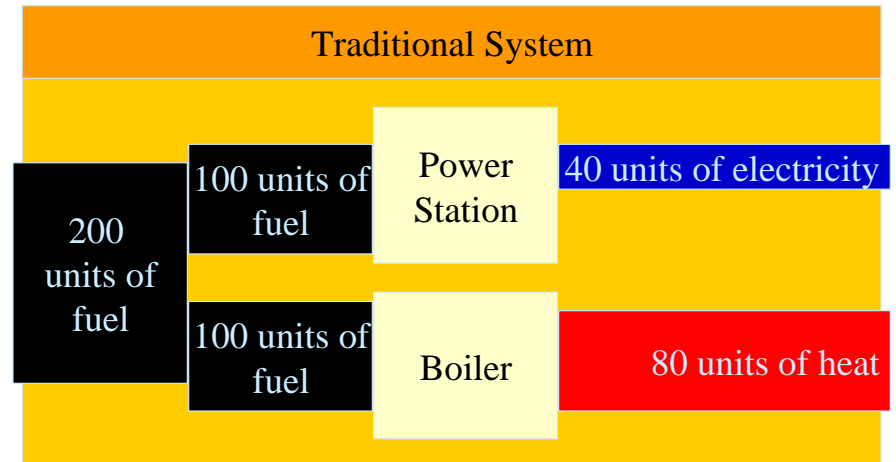 Traditional System
200
units of
fuel
100 units of
fuel
Power
Station
40 units of electricity
100 units of
fuel
Boiler
80 units of heat